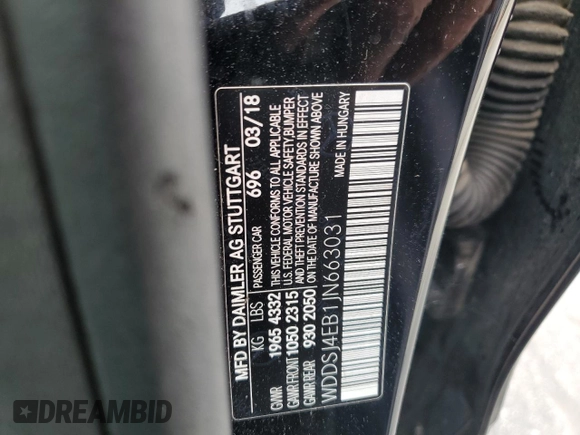 MFD BY DAIMLER AG STUTTGART
KG LBS PASSENGER CAR 696 03/18
GVWR 1965 4332 THIS VEHICLE CONFORMS TO ALL APPLICABLE
GAWR FRONT 1050 2315 U.S. FEDERAL MOTOR VEHICLE SAFETY, BUMPER
AND THEFT PREVENTION STANDARDS IN EFFECT
GAWR REAR 930 2050 ON THE DATE OF MANUFACTURE SHOWN ABOVE
WDDSJ4EB1JN663031 MADE IN HUNGARY
DREAMBID